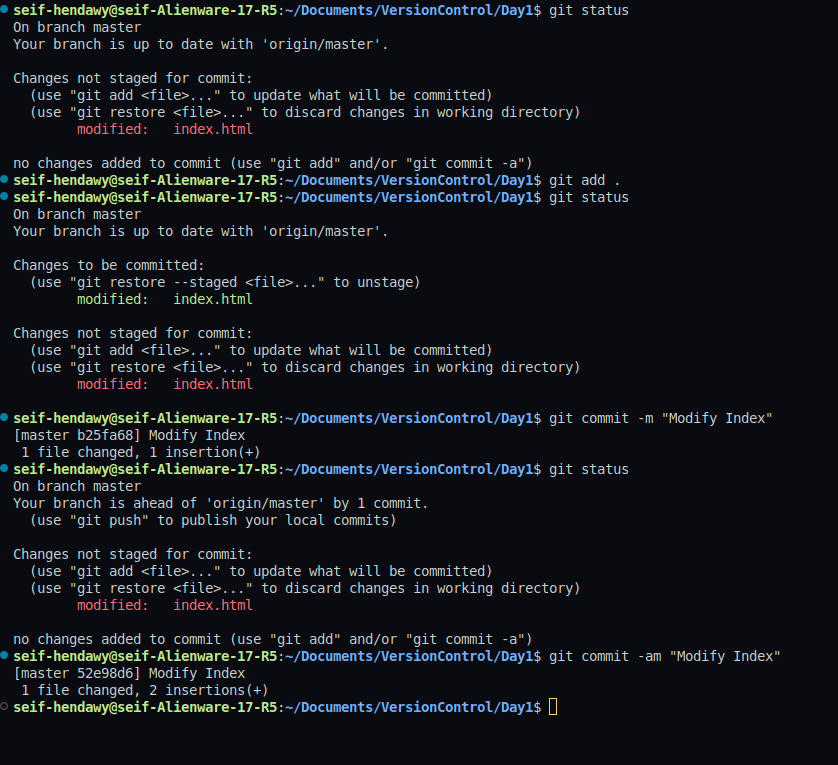 seif-hendawy@seif-Alienware-17-R5:~/Documents/VersionControl/Day1$ git status
On branch master
Your branch is up to date with 'origin/master'.
Changes not staged for commit:
  (use "git add <file>..." to update what will be committed)
  (use "git restore <file>..." to discard changes in working directory)
        modified:   index.html
no changes added to commit (use "git add" and/or "git commit -a")
seif-hendawy@seif-Alienware-17-R5:~/Documents/VersionControl/Day1$ git add .
seif-hendawy@seif-Alienware-17-R5:~/Documents/VersionControl/Day1$ git status
On branch master
Your branch is up to date with 'origin/master'.
Changes to be committed:
  (use "git restore --staged <file>..." to unstage)
        modified:   index.html
Changes not staged for commit:
  (use "git add <file>..." to update what will be committed)
  (use "git restore <file>..." to discard changes in working directory)
        modified:   index.html
seif-hendawy@seif-Alienware-17-R5:~/Documents/VersionControl/Day1$ git commit -m "Modify Index"
[master b25fa68] Modify Index
 1 file changed, 1 insertion(+)
seif-hendawy@seif-Alienware-17-R5:~/Documents/VersionControl/Day1$ git status
On branch master
Your branch is ahead of 'origin/master' by 1 commit.
  (use "git push" to publish your local commits)
Changes not staged for commit:
  (use "git add <file>..." to update what will be committed)
  (use "git restore <file>..." to discard changes in working directory)
        modified:   index.html
no changes added to commit (use "git add" and/or "git commit -a")
seif-hendawy@seif-Alienware-17-R5:~/Documents/VersionControl/Day1$ git commit -am "Modify Index"
[master 52e98d6] Modify Index
 1 file changed, 2 insertions(+)
seif-hendawy@seif-Alienware-17-R5:~/Documents/VersionControl/Day1$